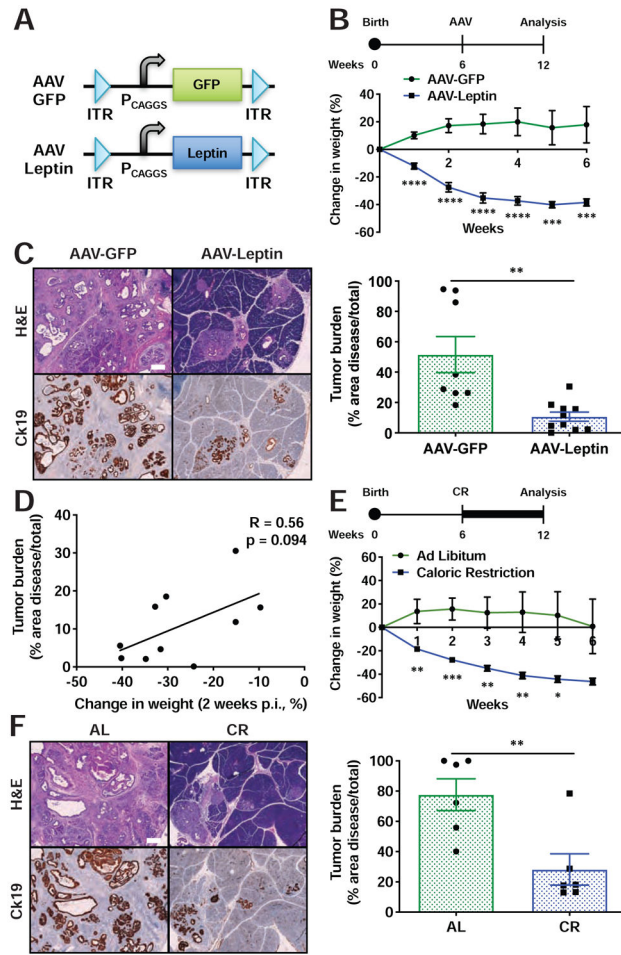 A
AAV
GFP
ITR
PCAGGS
GFP
ITR
AAV
Leptin
ITR
PCAGGS
Leptin
ITR
B
Birth
AAV
Analysis
Weeks
0
6
12
AAV-GFP
AAV-Leptin
Change in weight (%)
40
20
0
-20
-40
-60
2
4
6
****
****
****
****
***
***
Weeks
C
AAV-GFP
AAV-Leptin
H&E
Ck19
Tumor burden
(% area disease/total)
100
80
60
40
20
0
**
AAV-GFP
AAV-Leptin
D
R = 0.56
p = 0.094
Tumor burden
(% area disease/total)
40
30
20
10
0
-50
-40
-30
-20
-10
0
Change in weight (2 weeks p.i., %)
E
Birth
CR
Analysis
Weeks
0
6
12
Ad Libitum
Caloric Restriction
Change in weight (%)
60
40
20
0
-20
-40
-60
1
2
3
4
5
6
**
***
**
**
*
Weeks
F
AL
CR
H&E
Ck19
Tumor burden
(% area disease/total)
100
80
60
40
20
0
**
AL
CR